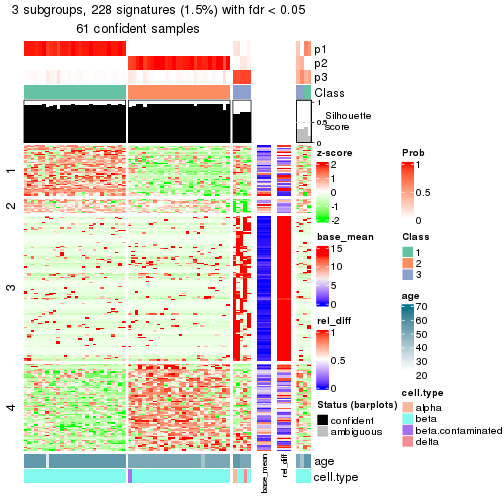 3 subgroups, 228 signatures (1.5%) with fdr < 0.05
61 confident samples
p1
p2
p3
Class
1
0.5
0
Silhouette
score
1
2
3
4
z-score
2
1
0
-1
-2
Prob
1
0.5
0
base_mean
15
10
5
0
Class
1
2
3
rel_diff
1
0.5
0
age
70
60
50
40
30
20
Status (barplots)
confident
ambiguous
cell.type
alpha
beta
beta.contaminated
delta
age
cell.type
base_mean
rel_diff